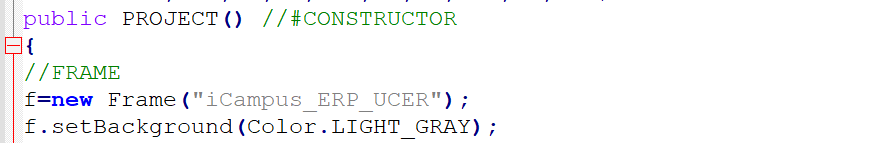 public PROJECT() //#CONSTRUCTOR
{
//FRAME
f=new Frame("iCampus_ERP_UCER");
f.setBackground(Color.LIGHT_GRAY);